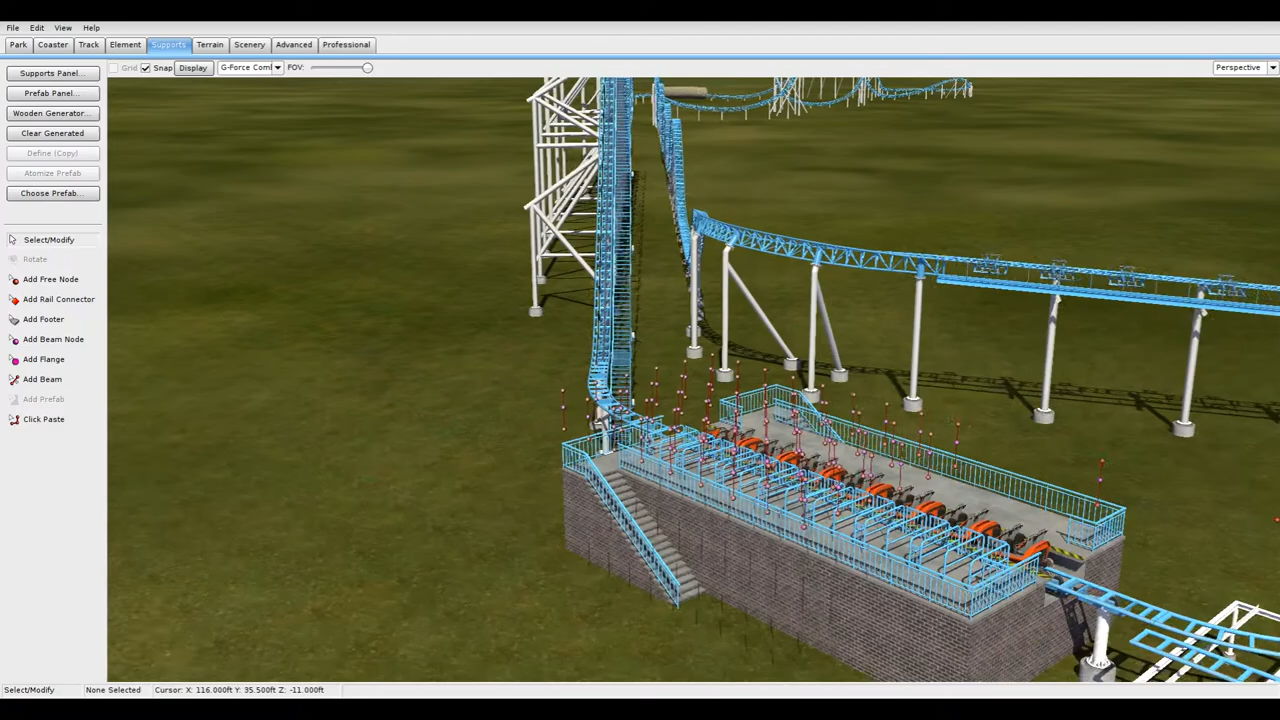 File Edit View Help
Park Coaster Track Element Supports Terrain Scenery Advanced Professional
Grid Snap Display G-Force Coml FOV: Perspective
Supports Panel...
Prefab Panel...
Wooden Generator...
Clear Generated
Define (Copy)
Atomize Prefab
Choose Prefab...
Select/Modify
Rotate
Add Free Node
Add Rail Connector
Add Footer
Add Beam Node
Add Flange
Add Beam
Add Prefab
Click Paste
Select/Modify None Selected Cursor: X: 116.000ft Y: 35.500ft Z: -11.000ft